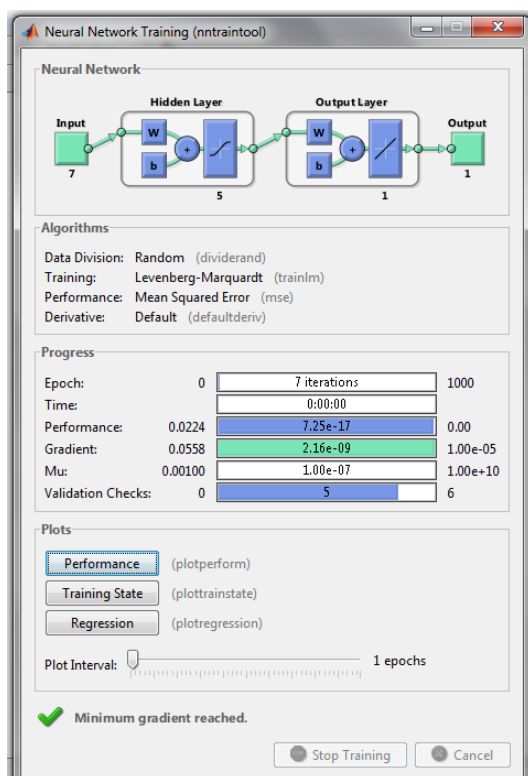 Neural Network Training (nntraintool)
Neural Network
Hidden Layer Output Layer
Input Output
W W
+ +
b b
7 5 1 1
Algorithms
Data Division: Random (dividerand)
Training: Levenberg-Marquardt (trainlm)
Performance: Mean Squared Error (mse)
Derivative: Default (defaultderiv)
Progress
Epoch: 0 7 iterations 1000
Time: 0:00:00
Performance: 0.0224 7.25e-17 0.00
Gradient: 0.0558 2.16e-09 1.00e-05
Mu: 0.00100 1.00e-07 1.00e+10
Validation Checks: 0 5 6
Plots
Performance (plotperform)
Training State (plottrainstate)
Regression (plotregression)
Plot Interval: 1 epochs
Minimum gradient reached.
Stop Training Cancel